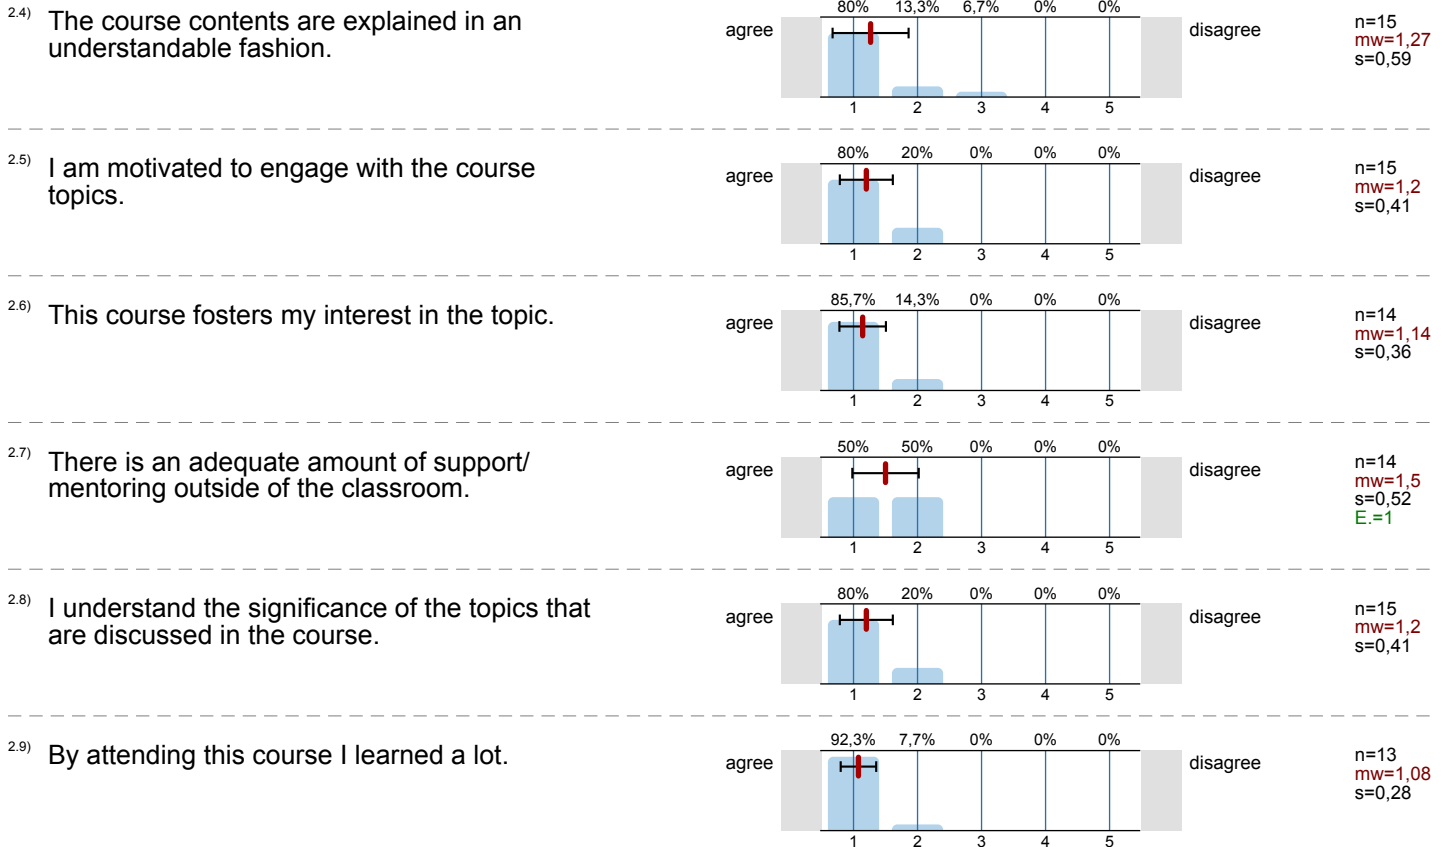 2.4) The course contents are explained in an
understandable fashion.
80% 13,3% 6,7% 0% 0%
agree disagree
1 2 3 4 5
n=15
mw=1,27
s=0,59
2.5) I am motivated to engage with the course
topics.
80% 20% 0% 0% 0%
agree disagree
1 2 3 4 5
n=15
mw=1,2
s=0,41
2.6) This course fosters my interest in the topic.
85,7% 14,3% 0% 0% 0%
agree disagree
1 2 3 4 5
n=14
mw=1,14
s=0,36
2.7) There is an adequate amount of support/
mentoring outside of the classroom.
50% 50% 0% 0% 0%
agree disagree
1 2 3 4 5
n=14
mw=1,5
s=0,52
E.=1
2.8) I understand the significance of the topics that
are discussed in the course.
80% 20% 0% 0% 0%
agree disagree
1 2 3 4 5
n=15
mw=1,2
s=0,41
2.9) By attending this course I learned a lot.
92,3% 7,7% 0% 0% 0%
agree disagree
1 2 3 4 5
n=13
mw=1,08
s=0,28